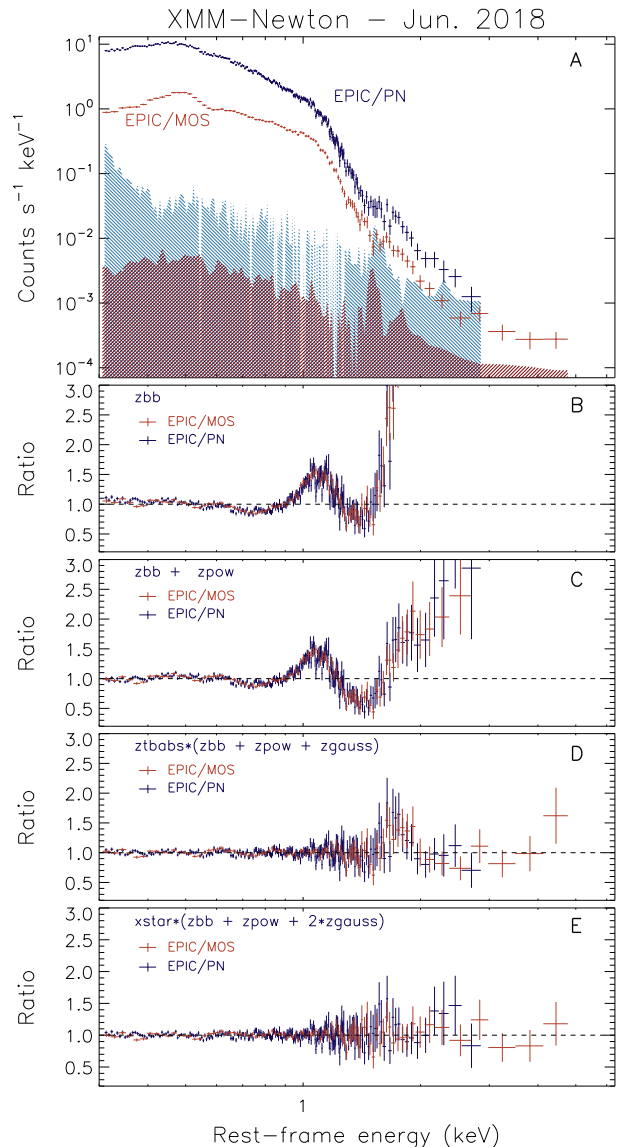 XMM–Newton – Jun. 2018
A
10¹
10⁰
10⁻¹
10⁻²
10⁻³
10⁻⁴
Counts s⁻¹ keV⁻¹
EPIC/PN
EPIC/MOS
zbb
B
EPIC/MOS
EPIC/PN
3.0
2.5
2.0
1.5
1.0
0.5
Ratio
zbb + zpow
C
EPIC/MOS
EPIC/PN
3.0
2.5
2.0
1.5
1.0
0.5
Ratio
ztbabs*(zbb + zpow + zgauss)
D
EPIC/MOS
EPIC/PN
3.0
2.5
2.0
1.5
1.0
0.5
Ratio
xstar*(zbb + zpow + 2*zgauss)
E
EPIC/MOS
EPIC/PN
3.0
2.5
2.0
1.5
1.0
0.5
Ratio
1
Rest–frame energy (keV)